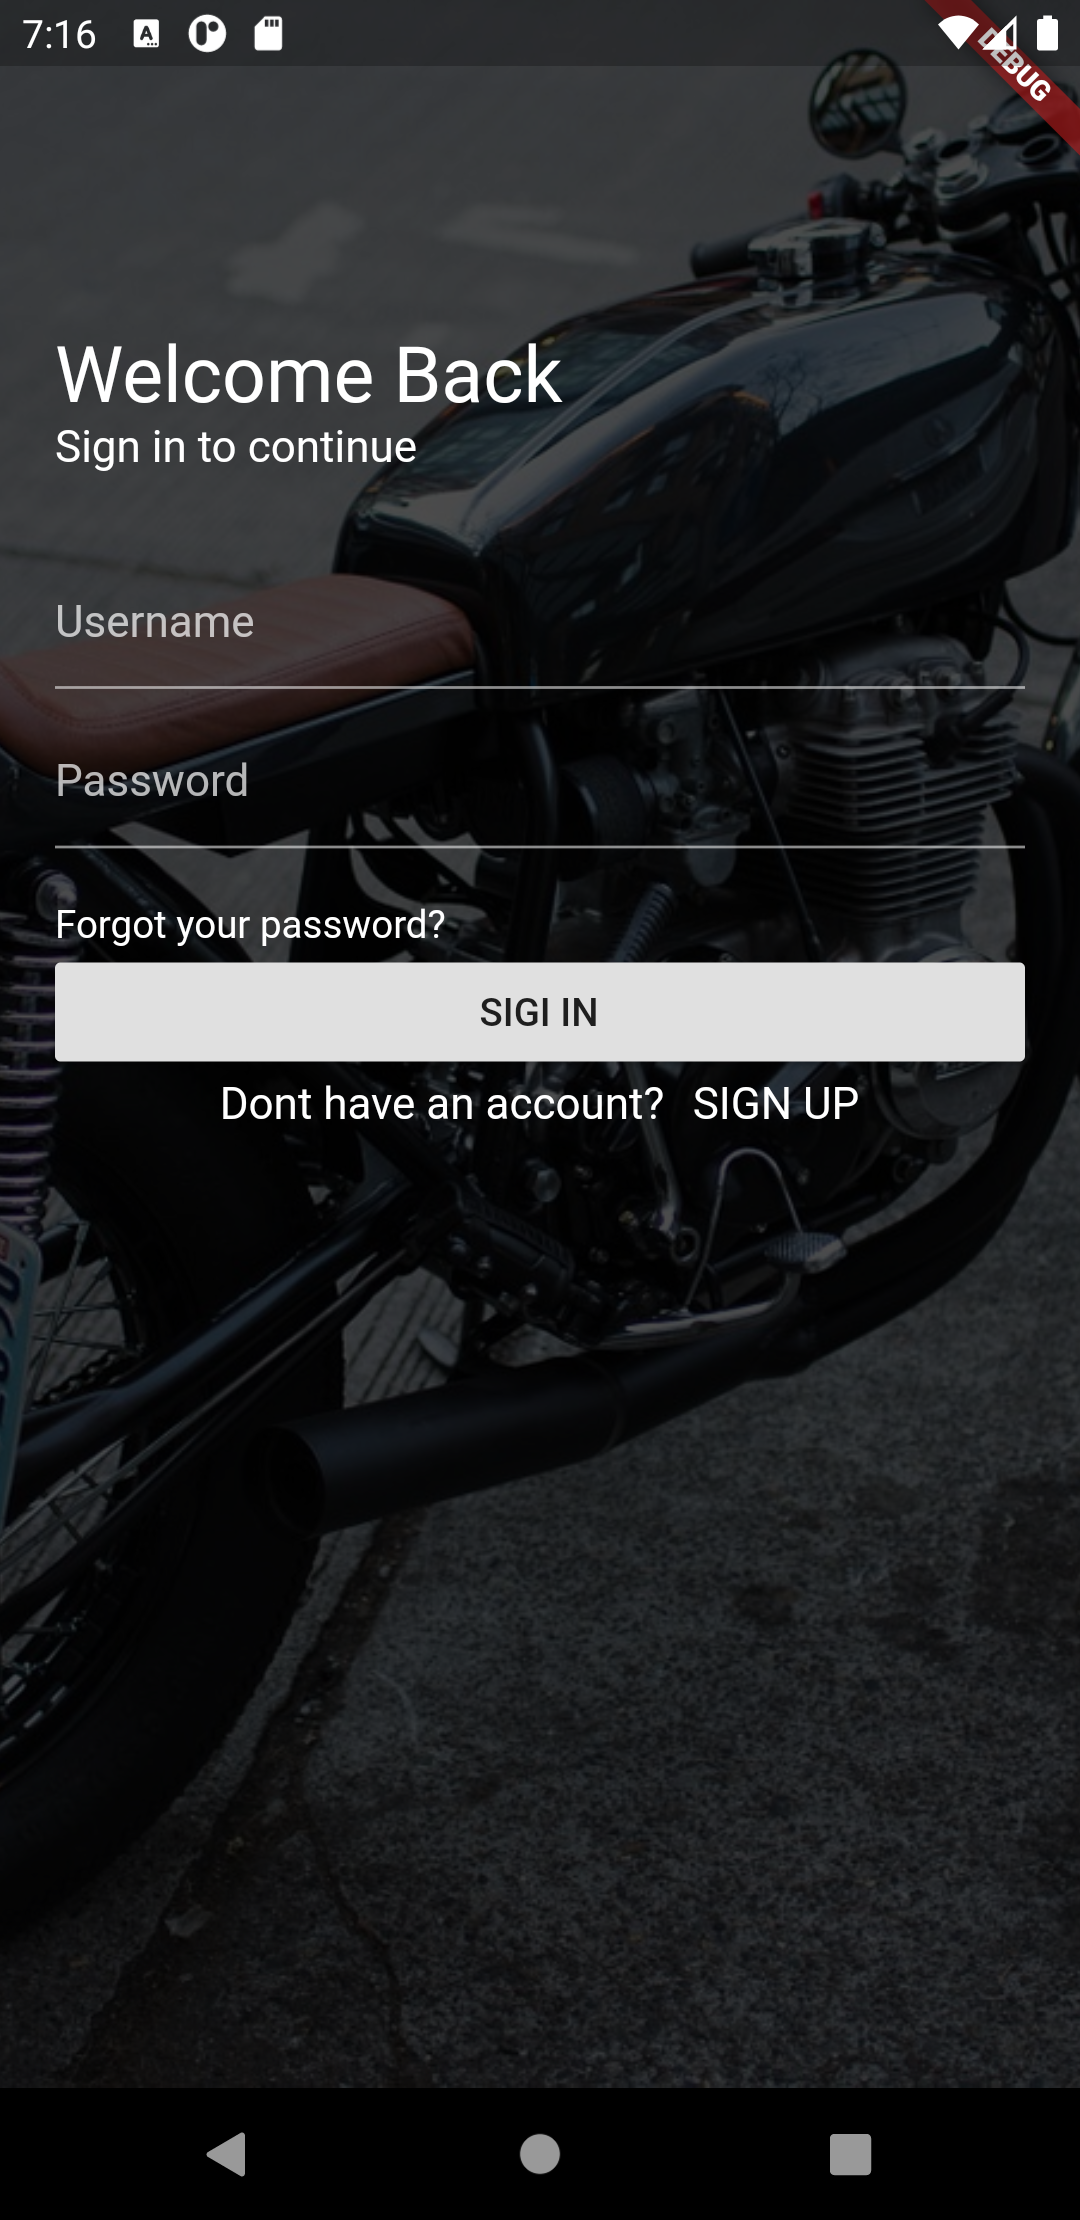 7:16
DEBUG
Welcome Back
Sign in to continue
Username
Password
Forgot your password?
SIGI IN
Dont have an account? SIGN UP